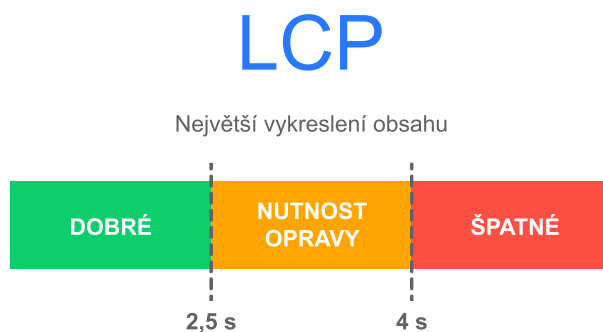 LCP
Největší vykreslení obsahu
DOBRÉ
NUTNOST
OPRAVY
ŠPATNÉ
2,5 s
4 s